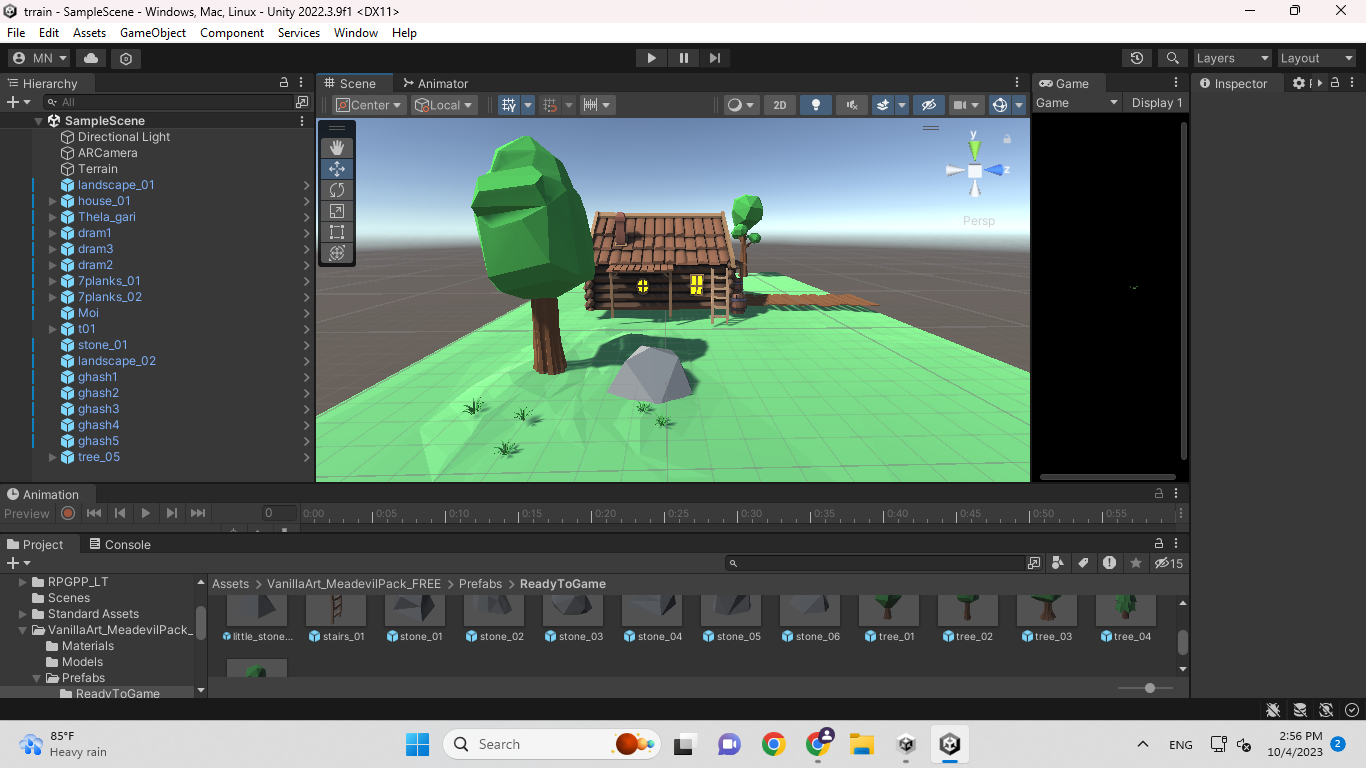 trrain - SampleScene - Windows, Mac, Linux - Unity 2022.3.9f1 <DX11>
File Edit Assets GameObject Component Services Window Help
MN Layers Layout
Hierarchy
All
SampleScene
Directional Light
ARCamera
Terrain
landscape_01
house_01
Thela_gari
dram1
dram3
dram2
7planks_01
7planks_02
Moi
t01
stone_01
landscape_02
ghash1
ghash2
ghash3
ghash4
ghash5
tree_05
Scene Animator
Center Local 2D
y
z
Persp
Game
Game Display 1
Inspector
Animation
Preview 0 0:00 0:05 0:10 0:15 0:20 0:25 0:30 0:35 0:40 0:45 0:50 0:55
Project Console
15
RPGPP_LT
Scenes
Standard Assets
VanillaArt_MeadevilPack_
Materials
Models
Prefabs
ReadyToGame
Assets > VanillaArt_MeadevilPack_FREE > Prefabs > ReadyToGame
little_stone... stairs_01 stone_01 stone_02 stone_03 stone_04 stone_05 stone_06 tree_01 tree_02 tree_03 tree_04
85°F
Heavy rain
Search
ENG
2:56 PM
10/4/2023
2